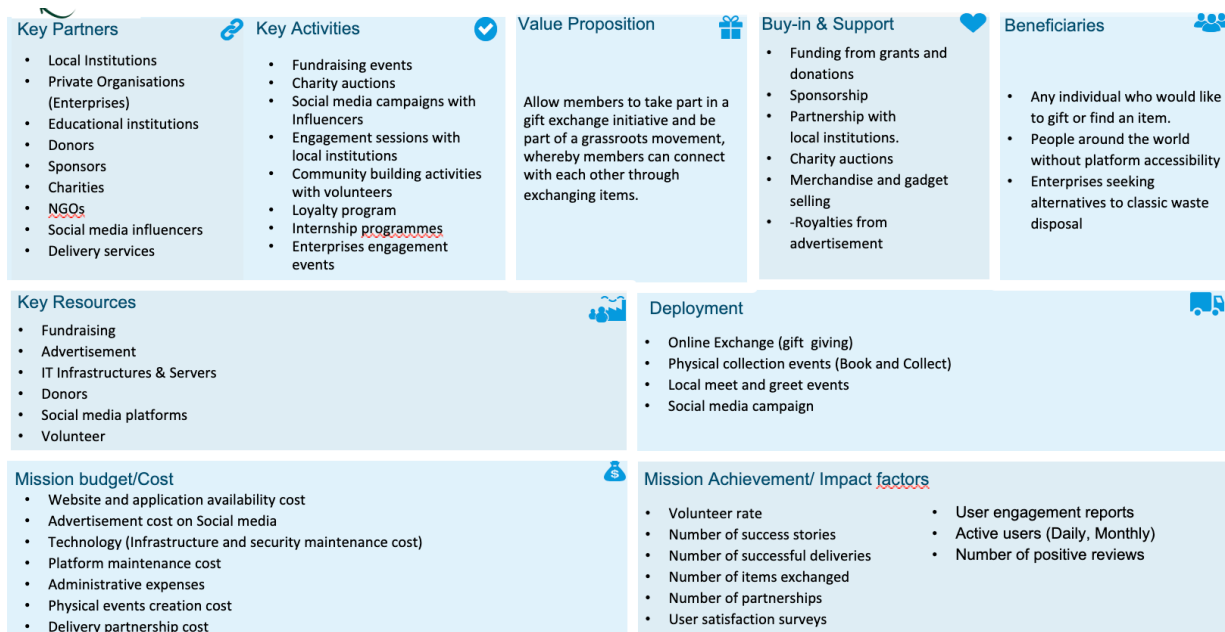 Key Partners
Local Institutions
Private Organisations
(Enterprises)
Educational institutions
Donors
Sponsors
Charities
NGOs
Social media influencers
Delivery services
Key Activities
Fundraising events
Charity auctions
Social media campaigns with
Influencers
Engagement sessions with
local institutions
Community building activities
with volunteers
Loyalty program
Internship programmes
Enterprises engagement
events
Value Proposition
Allow members to take part in a
gift exchange initiative and be
part of a grassroots movement,
whereby members can connect
with each other through
exchanging items.
Buy-in & Support
Funding from grants and
donations
Sponsorship
Partnership with
local institutions.
Charity auctions
Merchandise and gadget
selling
-Royalties from
advertisement
Beneficiaries
Any individual who would like
to gift or find an item.
People around the world
without platform accessibility
Enterprises seeking
alternatives to classic waste
disposal
Key Resources
Fundraising
Advertisement
IT Infrastructures & Servers
Donors
Social media platforms
Volunteer
Deployment
Online Exchange (gift giving)
Physical collection events (Book and Collect)
Local meet and greet events
Social media campaign
Mission budget/Cost
Website and application availability cost
Advertisement cost on Social media
Technology (Infrastructure and security maintenance cost)
Platform maintenance cost
Administrative expenses
Physical events creation cost
Delivery partnership cost
Mission Achievement/ Impact factors
Volunteer rate
Number of success stories
Number of successful deliveries
Number of items exchanged
Number of partnerships
User satisfaction surveys
User engagement reports
Active users (Daily, Monthly)
Number of positive reviews